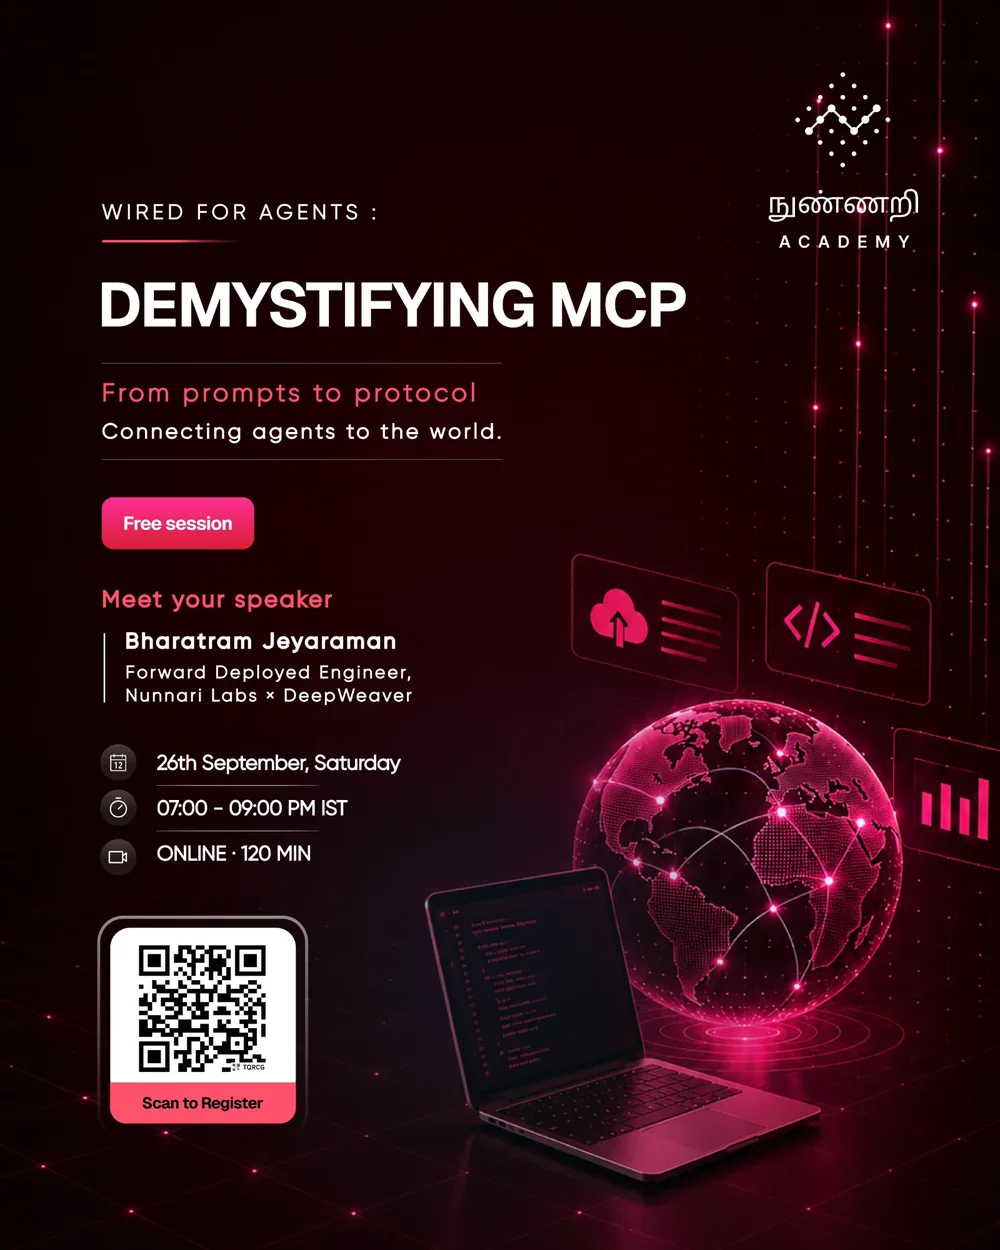 நுண்ணறி
ACADEMY
WIRED FOR AGENTS :
DEMYSTIFYING MCP
From prompts to protocol
Connecting agents to the world.
Free session
Meet your speaker
Bharatram Jeyaraman
Forward Deployed Engineer,
Nunnari Labs × DeepWeaver
12
26th September, Saturday
07:00 – 09:00 PM IST
ONLINE · 120 MIN
TQRCG
Scan to Register